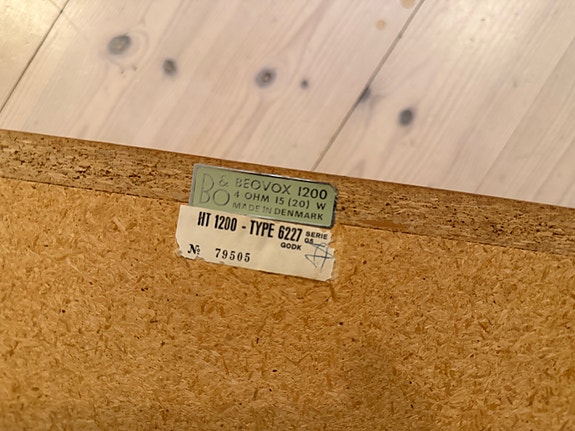 B&O BEOVOX 1200
4 OHM 15 (20) W
MADE IN DENMARK
HT 1200 - TYPE 6227 SERIE
GODK
№ 79505